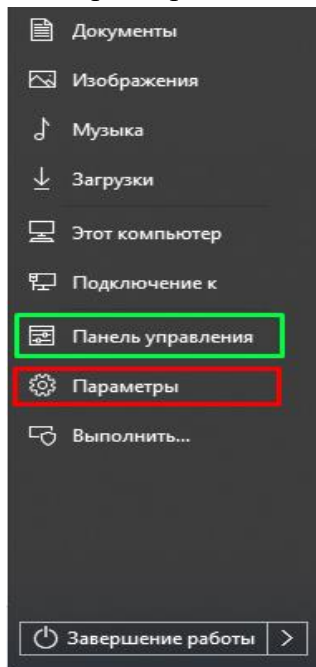 Документы
Изображения
Музыка
Загрузки
Этот компьютер
Подключение к
Панель управления
Параметры
Выполнить...
Завершение работы